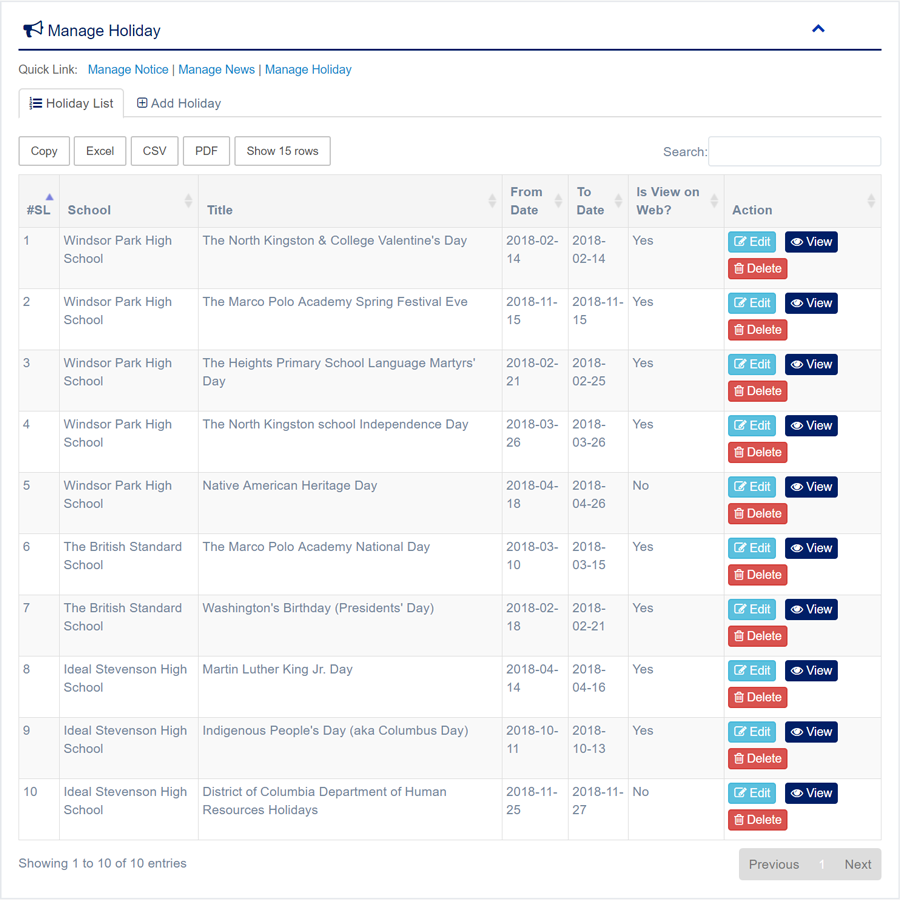 Manage Holiday
Quick Link: Manage Notice | Manage News | Manage Holiday
Holiday List Add Holiday
Copy Excel CSV PDF Show 15 rows Search:
#SL School Title From Date To Date Is View on Web? Action
1 Windsor Park High School The North Kingston & College Valentine's Day 2018-02-14 2018-02-14 Yes Edit View Delete
2 Windsor Park High School The Marco Polo Academy Spring Festival Eve 2018-11-15 2018-11-15 Yes Edit View Delete
3 Windsor Park High School The Heights Primary School Language Martyrs' Day 2018-02-21 2018-02-25 Yes Edit View Delete
4 Windsor Park High School The North Kingston school Independence Day 2018-03-26 2018-03-26 Yes Edit View Delete
5 Windsor Park High School Native American Heritage Day 2018-04-18 2018-04-26 No Edit View Delete
6 The British Standard School The Marco Polo Academy National Day 2018-03-10 2018-03-15 Yes Edit View Delete
7 The British Standard School Washington's Birthday (Presidents' Day) 2018-02-18 2018-02-21 Yes Edit View Delete
8 Ideal Stevenson High School Martin Luther King Jr. Day 2018-04-14 2018-04-16 Yes Edit View Delete
9 Ideal Stevenson High School Indigenous People's Day (aka Columbus Day) 2018-10-11 2018-10-13 Yes Edit View Delete
10 Ideal Stevenson High School District of Columbia Department of Human Resources Holidays 2018-11-25 2018-11-27 No Edit View Delete
Showing 1 to 10 of 10 entries Previous 1 Next